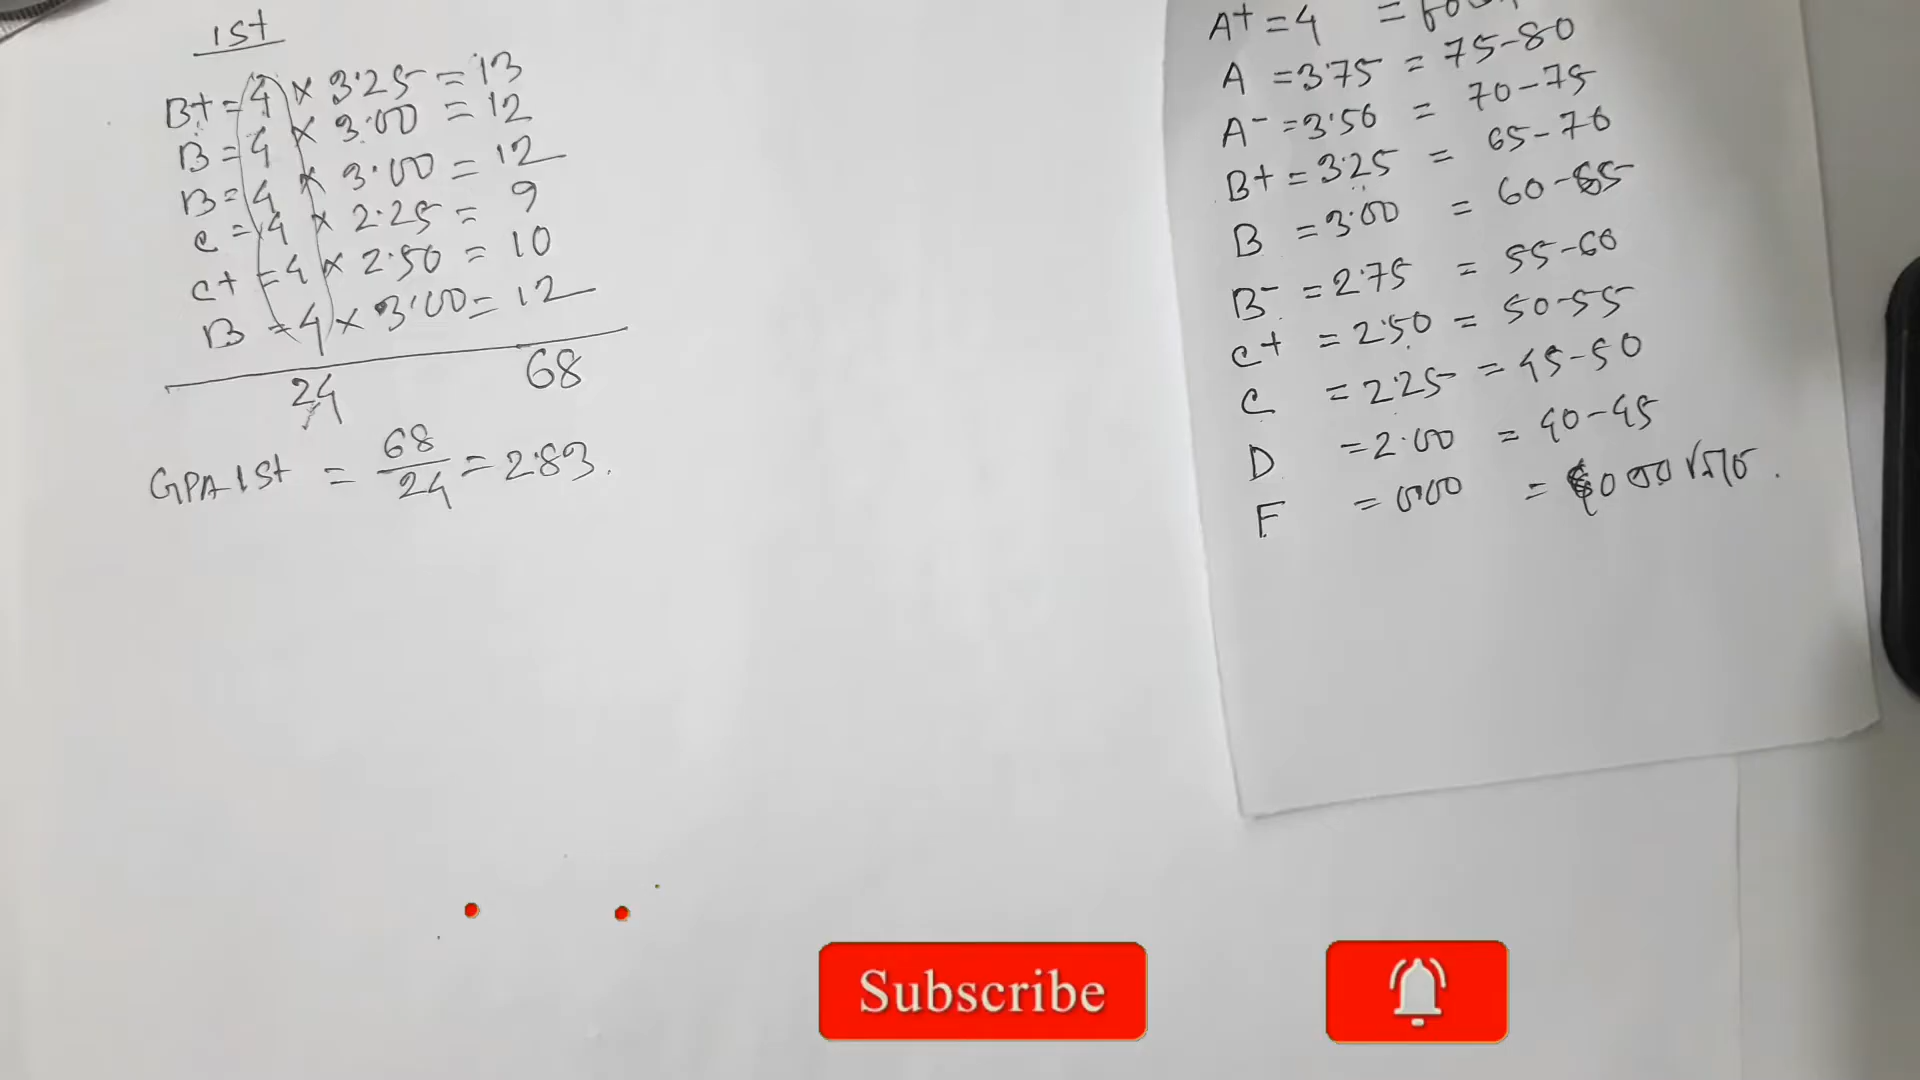 1st
B+ = 4 × 3.25 = 13
B = 4 × 3.00 = 12
B = 4 × 3.00 = 12
C = 4 × 2.25 = 9
C+ = 4 × 2.50 = 10
B = 4 × 3.00 = 12
24 68
GPA 1st = 68/24 = 2.83.
A+ = 4 =
A = 3.75 = 75-80
A- = 3.50 = 70-75
B+ = 3.25 = 65-70
B = 3.00 = 60-65
B- = 2.75 = 55-60
C+ = 2.50 = 50-55
C = 2.25 = 45-50
D = 2.00 = 40-45
F = 0.00 =
Subscribe